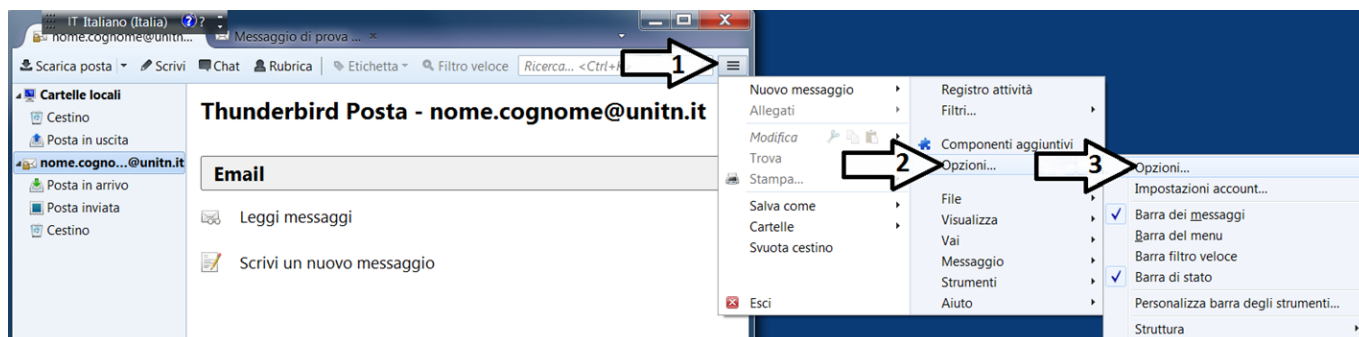 IT Italiano (Italia) ?
nome.cognome@unitn...
Messaggio di prova ... ×
Scarica posta Scrivi Chat Rubrica Etichetta Filtro veloce Ricerca... <Ctrl+
1
Cartelle locali
Cestino
Posta in uscita
nome.cogno...@unitn.it
Posta in arrivo
Posta inviata
Cestino
Thunderbird Posta - nome.cognome@unitn.it
Email
Leggi messaggi
Scrivi un nuovo messaggio
Nuovo messaggio
Allegati
Modifica
Trova
Stampa...
Salva come
Cartelle
Svuota cestino
Esci
2
Registro attività
Filtri...
Componenti aggiuntivi
Opzioni...
File
Visualizza
Vai
Messaggio
Strumenti
Aiuto
3
Opzioni...
Impostazioni account...
Barra dei messaggi
Barra del menu
Barra filtro veloce
Barra di stato
Personalizza barra degli strumenti...
Struttura